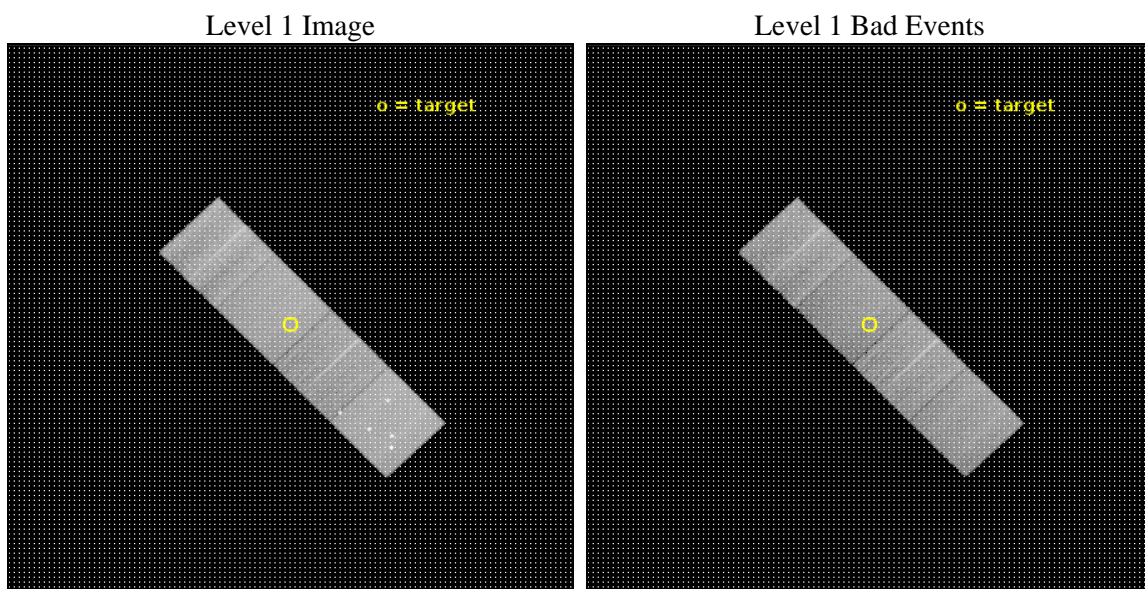 Level 1 Image
Level 1 Bad Events
o = target
o = target